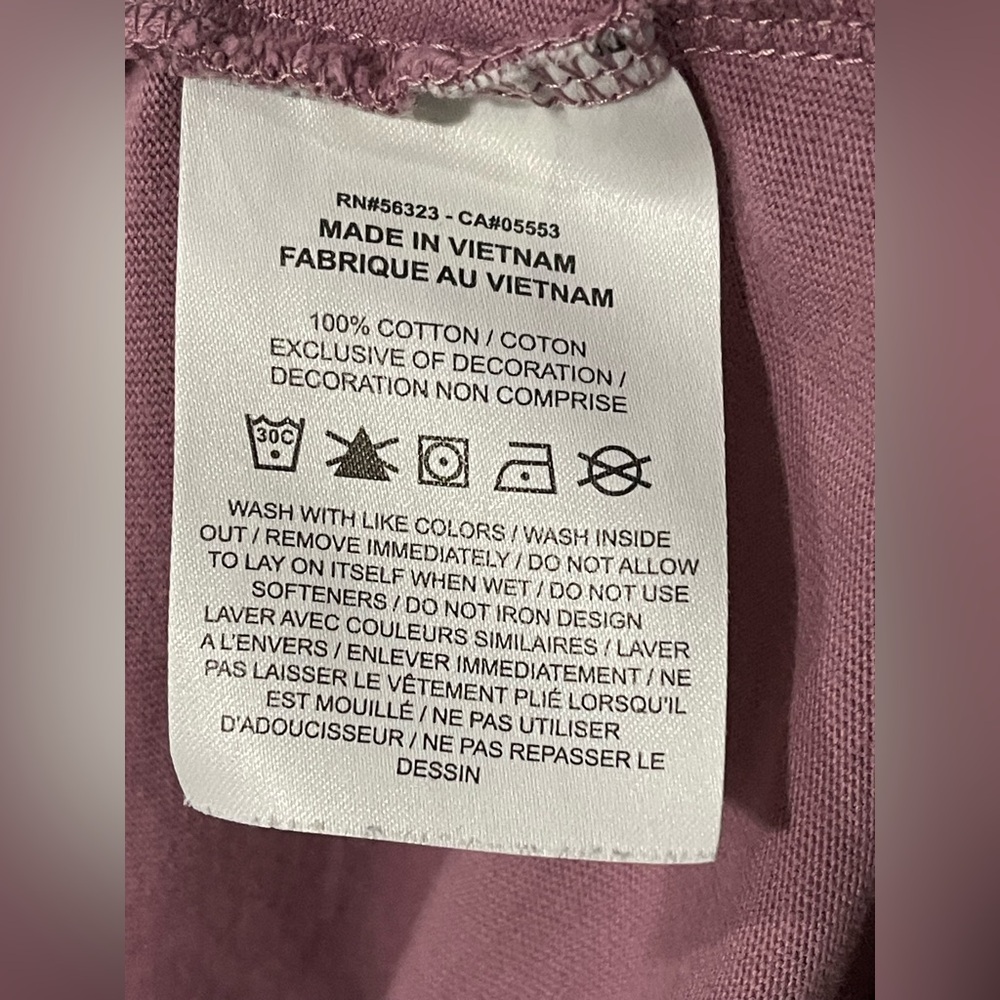 RN#56323 - CA#05553
MADE IN VIETNAM
FABRIQUE AU VIETNAM
100% COTTON / COTON
EXCLUSIVE OF DECORATION /
DECORATION NON COMPRISE
30C
WASH WITH LIKE COLORS / WASH INSIDE
OUT / REMOVE IMMEDIATELY / DO NOT ALLOW
TO LAY ON ITSELF WHEN WET / DO NOT USE
SOFTENERS / DO NOT IRON DESIGN
LAVER AVEC COULEURS SIMILAIRES / LAVER
A L'ENVERS / ENLEVER IMMEDIATEMENT / NE
PAS LAISSER LE VÊTEMENT PLIÉ LORSQU'IL
EST MOUILLÉ / NE PAS UTILISER
D'ADOUCISSEUR / NE PAS REPASSER LE
DESSIN